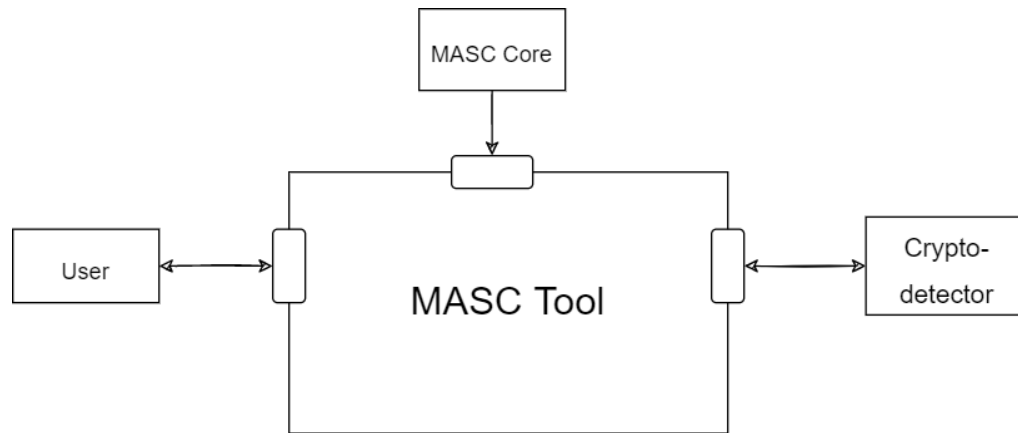 MASC Core
User
MASC Tool
Crypto-
detector